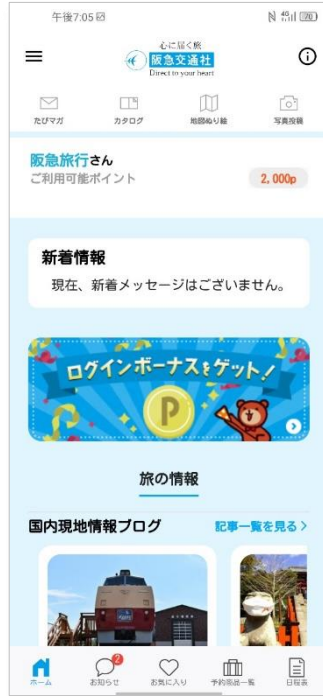 午後7:05
4G
70
心に届く旅
阪急交通社
Direct to your heart
たびマガ
カタログ
地図ぬり絵
写真投稿
阪急旅行さん
ご利用可能ポイント
2,000p
新着情報
現在、新着メッセージはございません。
ログインボーナスをゲット!
P
旅の情報
国内現地情報ブログ
記事一覧を見る
ホーム
2
お知らせ
お気に入り
予約商品一覧
日程表